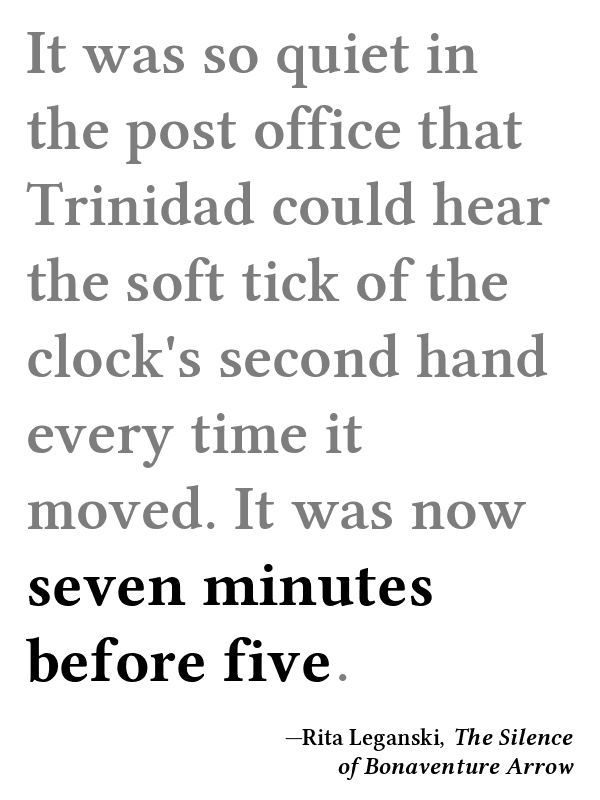 It was so quiet in
the post office that
Trinidad could hear
the soft tick of the
clock's second hand
every time it
moved. It was now
seven minutes
before five.
—Rita Leganski, The Silence
of Bonaventure Arrow